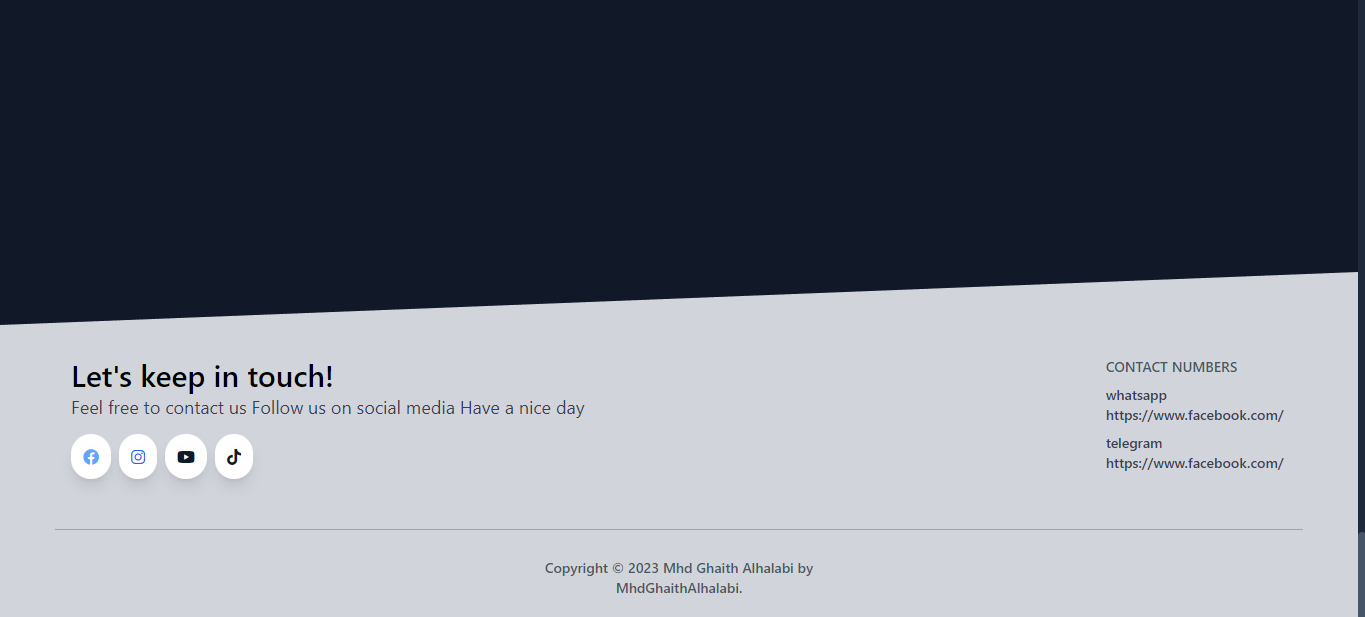 Let's keep in touch!
Feel free to contact us Follow us on social media Have a nice day
CONTACT NUMBERS
whatsapp
https://www.facebook.com/
telegram
https://www.facebook.com/
Copyright © 2023 Mhd Ghaith Alhalabi by
MhdGhaithAlhalabi.